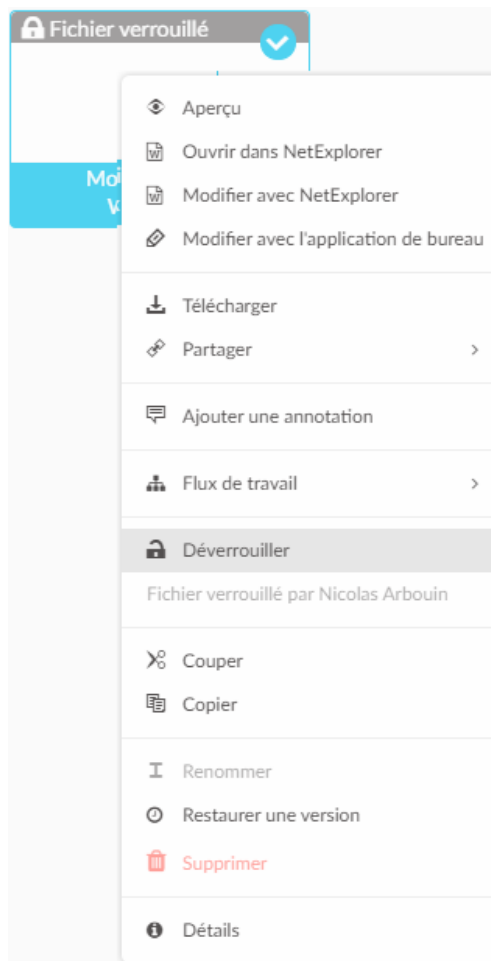 Fichier verrouillé
Aperçu
Ouvrir dans NetExplorer
Modifier avec NetExplorer
Modifier avec l'application de bureau
Télécharger
Partager
Ajouter une annotation
Flux de travail
Déverrouiller
Fichier verrouillé par Nicolas Arbouin
Couper
Copier
Renommer
Restaurer une version
Supprimer
Détails